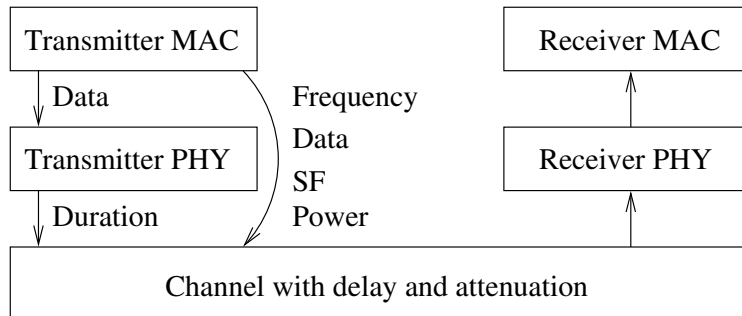 Transmitter MAC
Receiver MAC
Data
Frequency
Data
SF
Power
Transmitter PHY
Receiver PHY
Duration
Channel with delay and attenuation